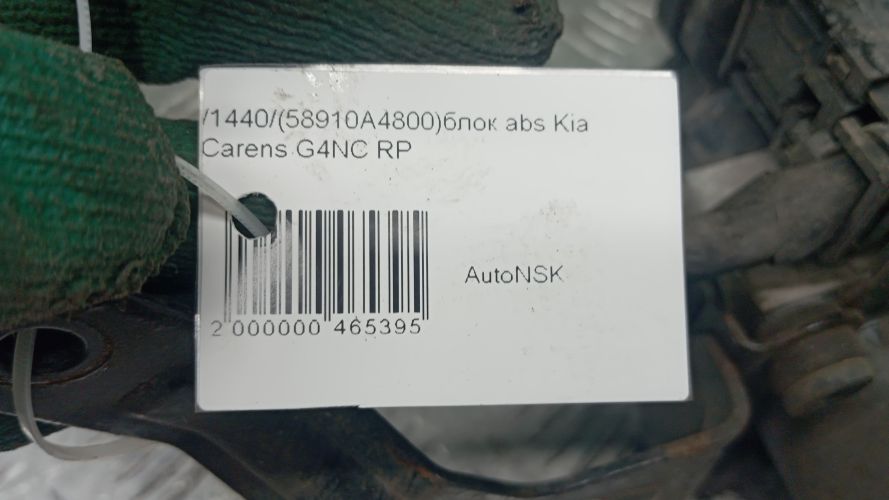 /1440/(58910A4800)блок abs Kia
Carens G4NC RP
AutoNSK
2 000000 465395